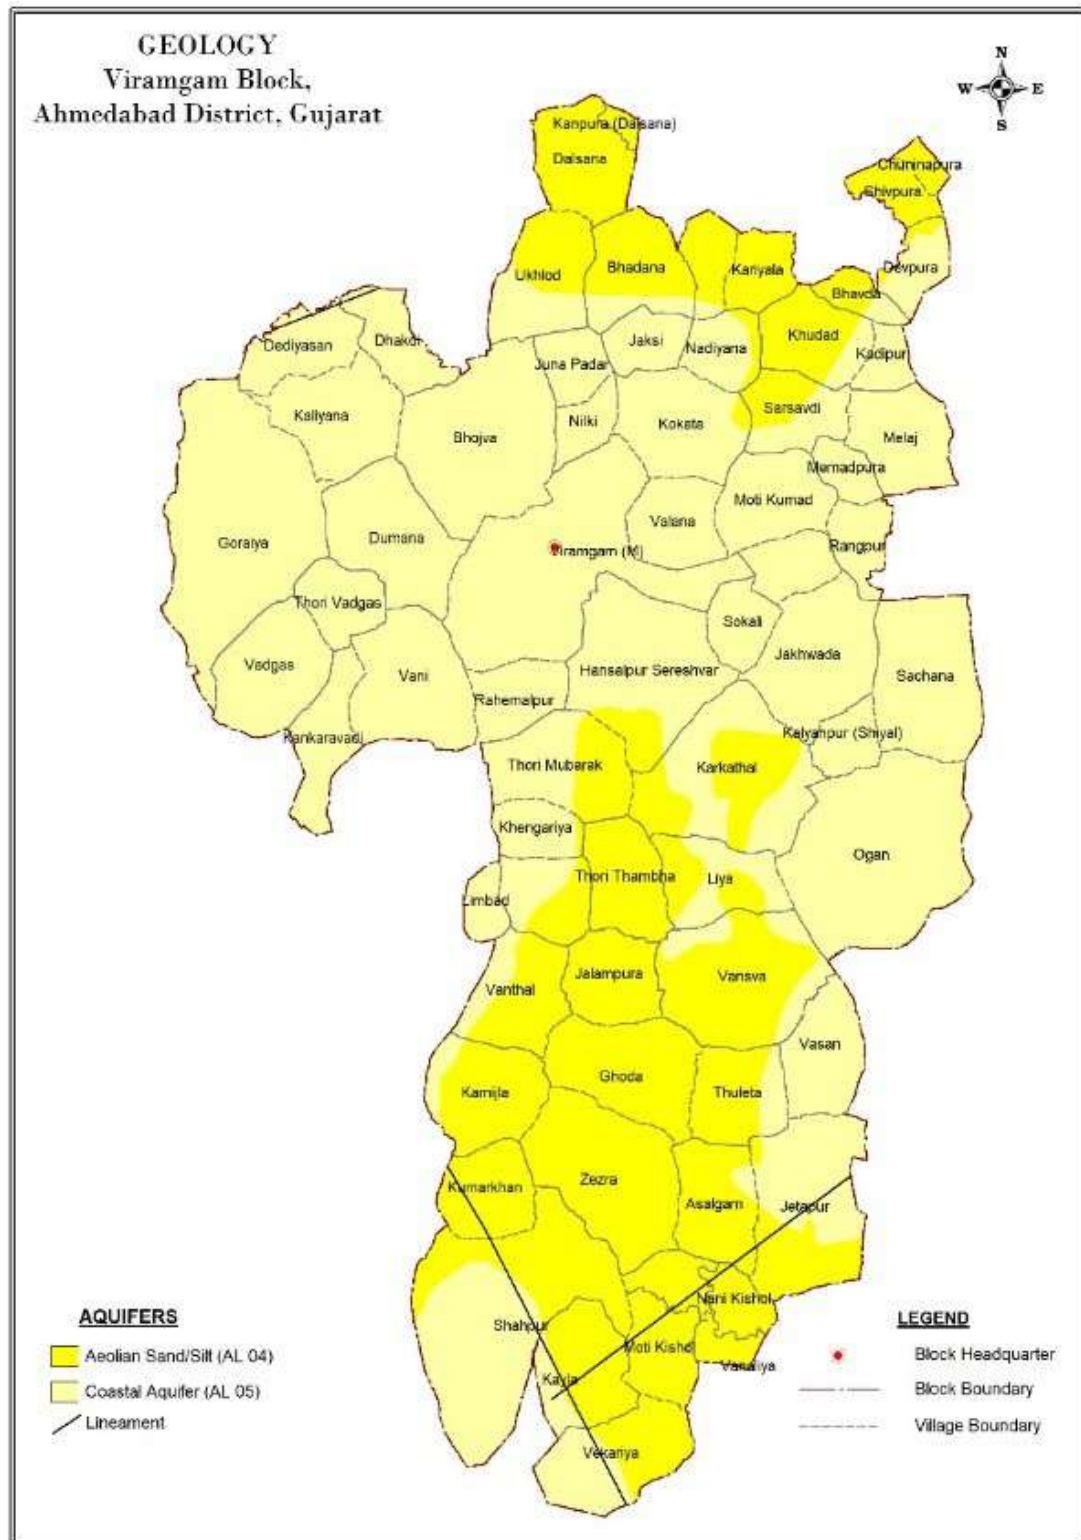 GEOLOGY
Viramgam Block,
Ahmedabad District, Gujarat
N
W E
S
Kanpura (Dalsana)
Dalsana
Chuninapura
Shivpura
Devpura
Ukhlod
Bhadana
Kariyala
Bhavda
Khudad
Dediyasan
Dhakdi
Jaksi
Nadiyana
Kadipur
Juna Padar
Kaliyana
Bhojva
Nilki
Kokata
Sarsavdi
Melaj
Memadpura
Moti Kumad
Goraiya
Dumana
Valana
Viramgam (M)
Rangpur
Thori Vadgas
Sokali
Vadgas
Vani
Hansalpur Sereshvar
Jakhwada
Sachana
Rahemalpur
Kankaravadi
Kalyanpur (Shiyal)
Thori Mubarak
Karkathal
Khengariya
Ogan
Thori Thambha
Liya
Limbad
Vanthal
Jalampura
Vansva
Vasan
Kamijla
Ghoda
Thuleta
Kumarkhan
Zezra
Asalgam
Jetapur
Nani Kishol
Shahpur
Moti Kishol
Vanaliya
Kayla
Vekariya
AQUIFERS
Aeolian Sand/Silt (AL 04)
Coastal Aquifer (AL 05)
Lineament
LEGEND
Block Headquarter
Block Boundary
Village Boundary